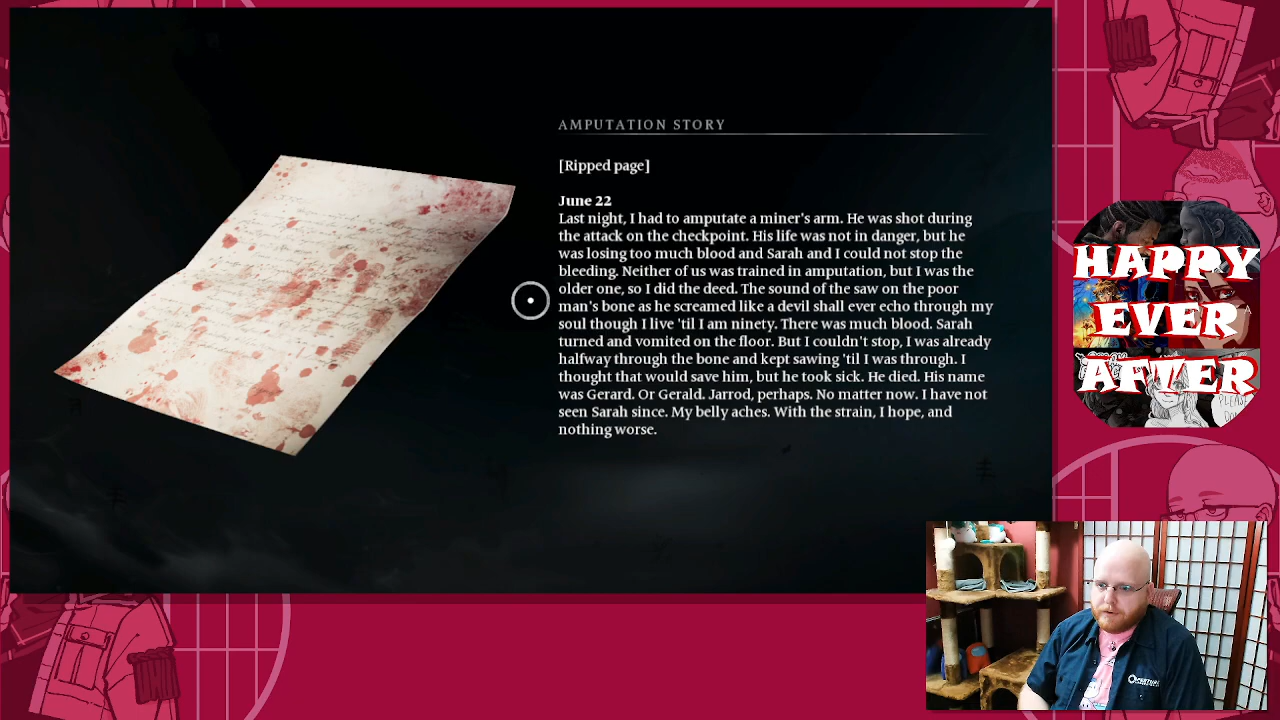 AMPUTATION STORY
[Ripped page]
June 22
Last night, I had to amputate a miner's arm. He was shot during
the attack on the checkpoint. His life was not in danger, but he
was losing too much blood and Sarah and I could not stop the
bleeding. Neither of us was trained in amputation, but I was the
older one, so I did the deed. The sound of the saw on the poor
man's bone as he screamed like a devil shall ever echo through my
soul though I live 'til I am ninety. There was much blood. Sarah
turned and vomited on the floor. But I couldn't stop, I was already
halfway through the bone and kept sawing 'til I was through. I
thought that would save him, but he took sick. He died. His name
was Gerard. Or Gerald. Jarrod, perhaps. No matter now. I have not
seen Sarah since. My belly aches. With the strain, I hope, and
nothing worse.
HAPPY
EVER
AFTER